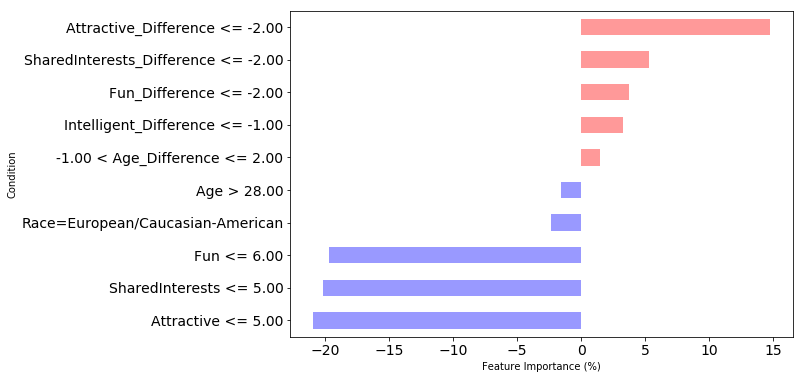 Attractive_Difference <= -2.00
SharedInterests_Difference <= -2.00
Fun_Difference <= -2.00
Intelligent_Difference <= -1.00
-1.00 < Age_Difference <= 2.00
Age > 28.00
Race=European/Caucasian-American
Fun <= 6.00
SharedInterests <= 5.00
Attractive <= 5.00
Condition
−20 −15 −10 −5 0 5 10 15
Feature Importance (%)